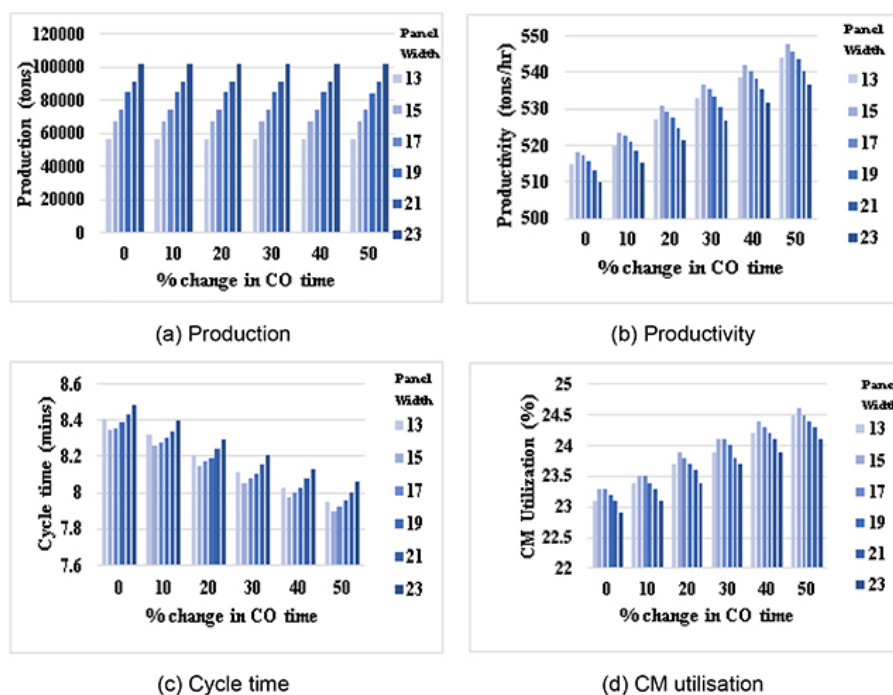 120000
100000
80000
60000
40000
20000
0
Production (tons)
0 10 20 30 40 50
% change in CO time
Panel
Width
13
15
17
19
21
23
(a) Production
550
540
530
520
510
500
Productivity (tons/hr)
0 10 20 30 40 50
% change in CO time
Panel
Width
13
15
17
19
21
23
(b) Productivity
8.6
8.4
8.2
8
7.8
7.6
Cycle time (mins)
0 10 20 30 40 50
% change in CO time
Panel
Width
13
15
17
19
21
23
(c) Cycle time
25
24.5
24
23.5
23
22.5
22
CM Utilization (%)
0 10 20 30 40 50
% change in CO time
Panel
Width
13
15
17
19
21
23
(d) CM utilisation